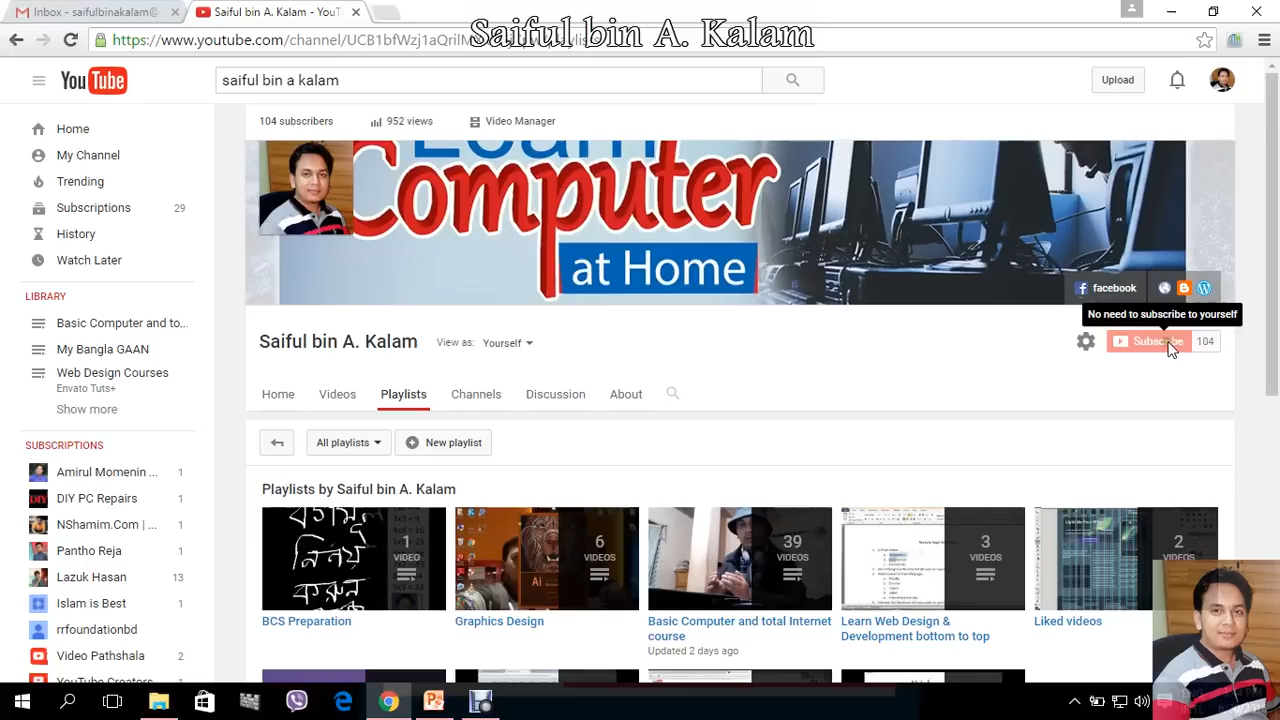 Inbox - saifulbinakalam@
Saiful bin A. Kalam - YouT
Saiful bin A. Kalam
https://www.youtube.com/channel/
YouTube
saiful bin a kalam
Upload
Home
My Channel
Trending
Subscriptions 29
History
Watch Later
LIBRARY
Basic Computer and to...
My Bangla GAAN
Web Design Courses
Envato Tuts+
Show more
SUBSCRIPTIONS
Amirul Momenin ... 1
DIY PC Repairs 1
NShamim.Com | ... 1
Pantho Reja 1
Lazuk Hasan 13
Islam is Best 1
rrfoundationbd
Video Pathshala 2
YouTube Creators
104 subscribers 952 views Video Manager
Learn
Computer
at Home
facebook
No need to subscribe to yourself
Saiful bin A. Kalam View as: Yourself
Subscribe 104
Home Videos Playlists Channels Discussion About
All playlists New playlist
Playlists by Saiful bin A. Kalam
1 VIDEO
BCS Preparation
6 VIDEOS
Ai
Graphics Design
39 VIDEOS
Basic Computer and total Internet
course
Updated 2 days ago
3 VIDEOS
Learn Web Design &
Development bottom to top
2 VIDEOS
Liked videos